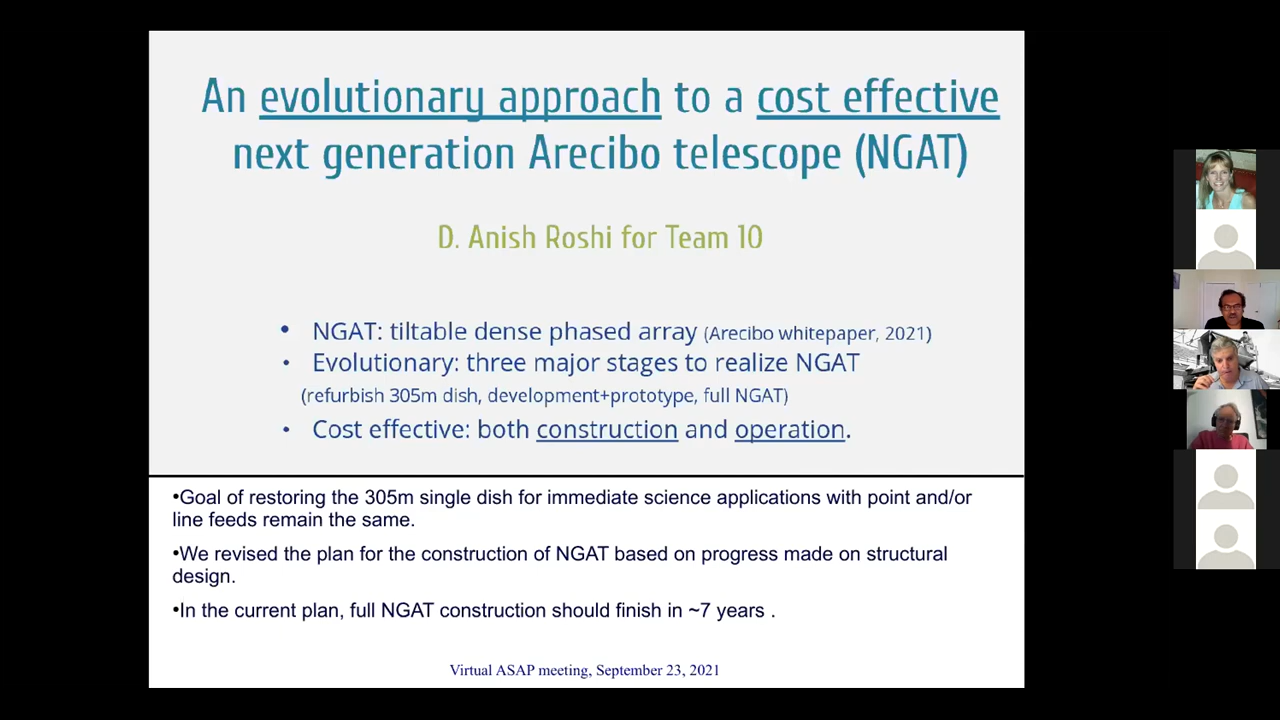 An evolutionary approach to a cost effective
next generation Arecibo telescope (NGAT)
D. Anish Roshi for Team 10
• NGAT: tiltable dense phased array (Arecibo whitepaper, 2021)
• Evolutionary: three major stages to realize NGAT
(refurbish 305m dish, development+prototype, full NGAT)
• Cost effective: both construction and operation.
•Goal of restoring the 305m single dish for immediate science applications with point and/or
line feeds remain the same.
•We revised the plan for the construction of NGAT based on progress made on structural
design.
•In the current plan, full NGAT construction should finish in ~7 years .
Virtual ASAP meeting, September 23, 2021